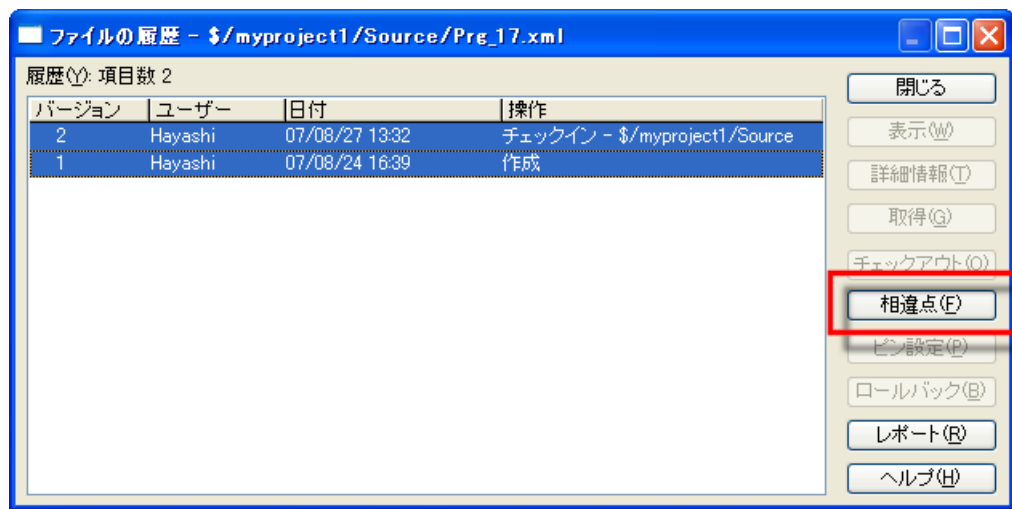 ファイルの履歴 - $/myproject1/Source/Prg_17.xml
履歴(Y): 項目数 2
バージョン ユーザー 日付 操作
2 Hayashi 07/08/27 13:32 チェックイン - $/myproject1/Source
1 Hayashi 07/08/24 16:39 作成
閉じる
表示(W)
詳細情報(T)
取得(G)
チェックアウト(O)
相違点(F)
ピン設定(P)
ロールバック(B)
レポート(R)
ヘルプ(H)